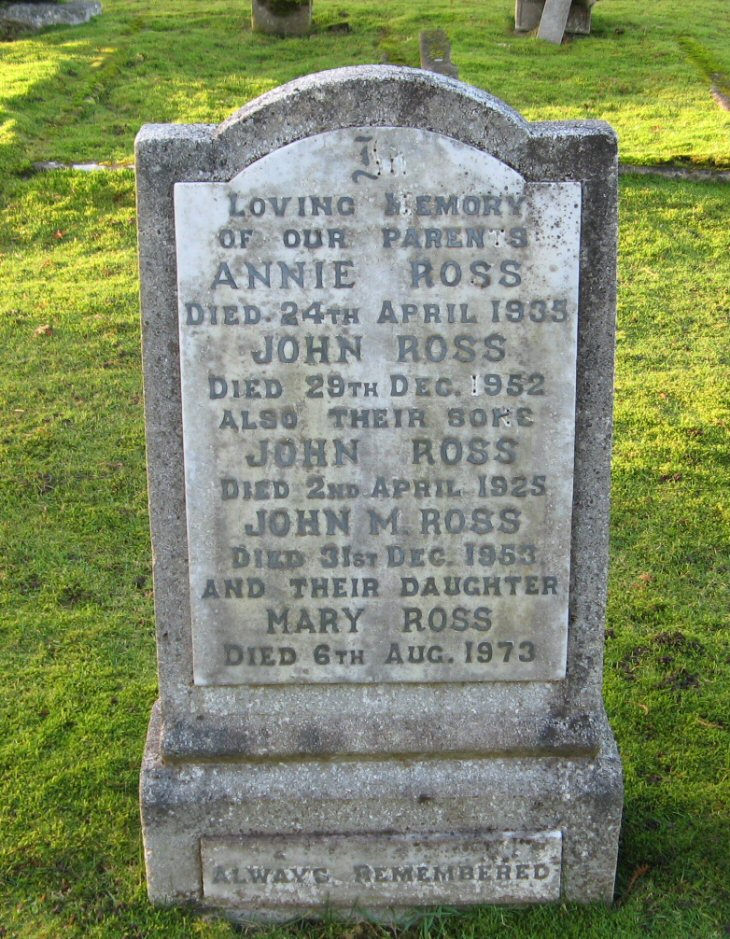 In
LOVING MEMORY
OF OUR PARENTS
ANNIE ROSS
DIED 24TH APRIL 1935
JOHN ROSS
DIED 29TH DEC. 1952
ALSO THEIR SONS
JOHN ROSS
DIED 2ND APRIL 1925
JOHN M. ROSS
DIED 31ST DEC. 1953
AND THEIR DAUGHTER
MARY ROSS
DIED 6TH AUG. 1973
ALWAYS REMEMBERED